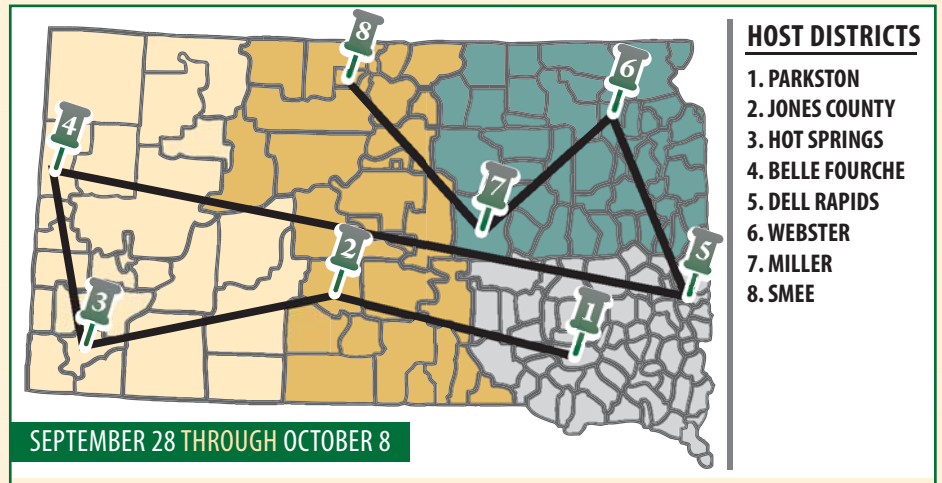 HOST DISTRICTS
1. PARKSTON
2. JONES COUNTY
3. HOT SPRINGS
4. BELLE FOURCHE
5. DELL RAPIDS
6. WEBSTER
7. MILLER
8. SMEE
8
6
4
7
2
5
3
1
SEPTEMBER 28 THROUGH OCTOBER 8